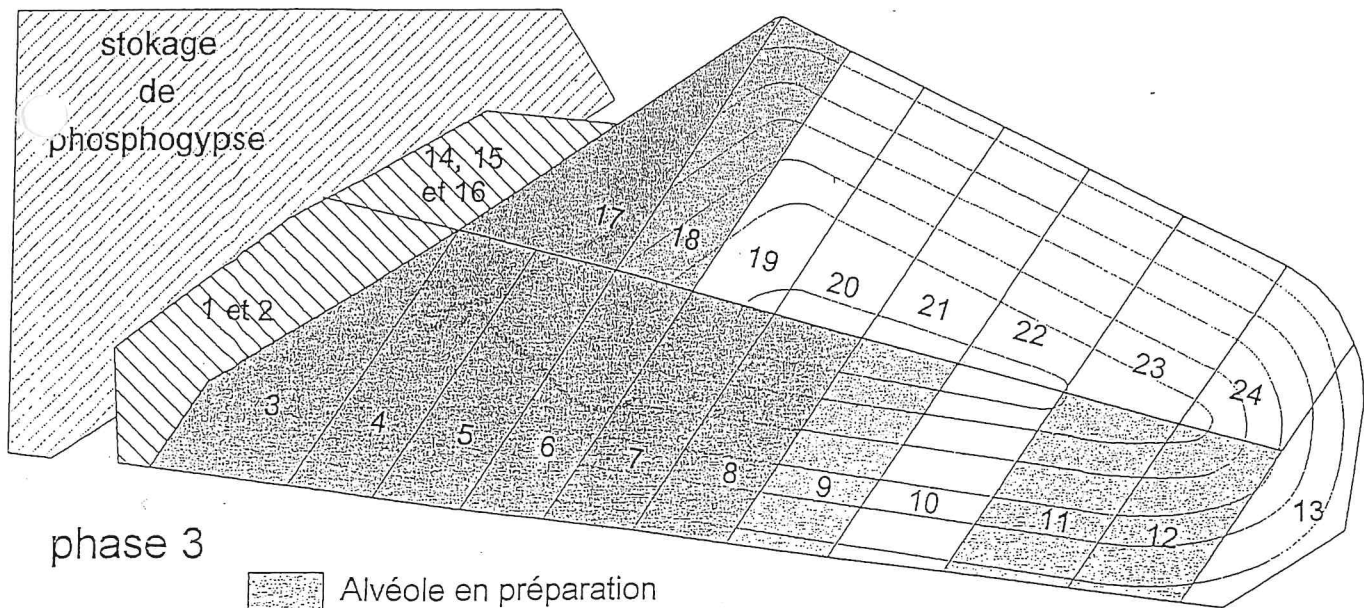 stokage
de
phosphogypse
14, 15
et 16
1 et 2
17
18
19
20
21
22
23
24
3
4
5
6
7
8
9
10
11
12
13
phase 3
Alvéole en préparation